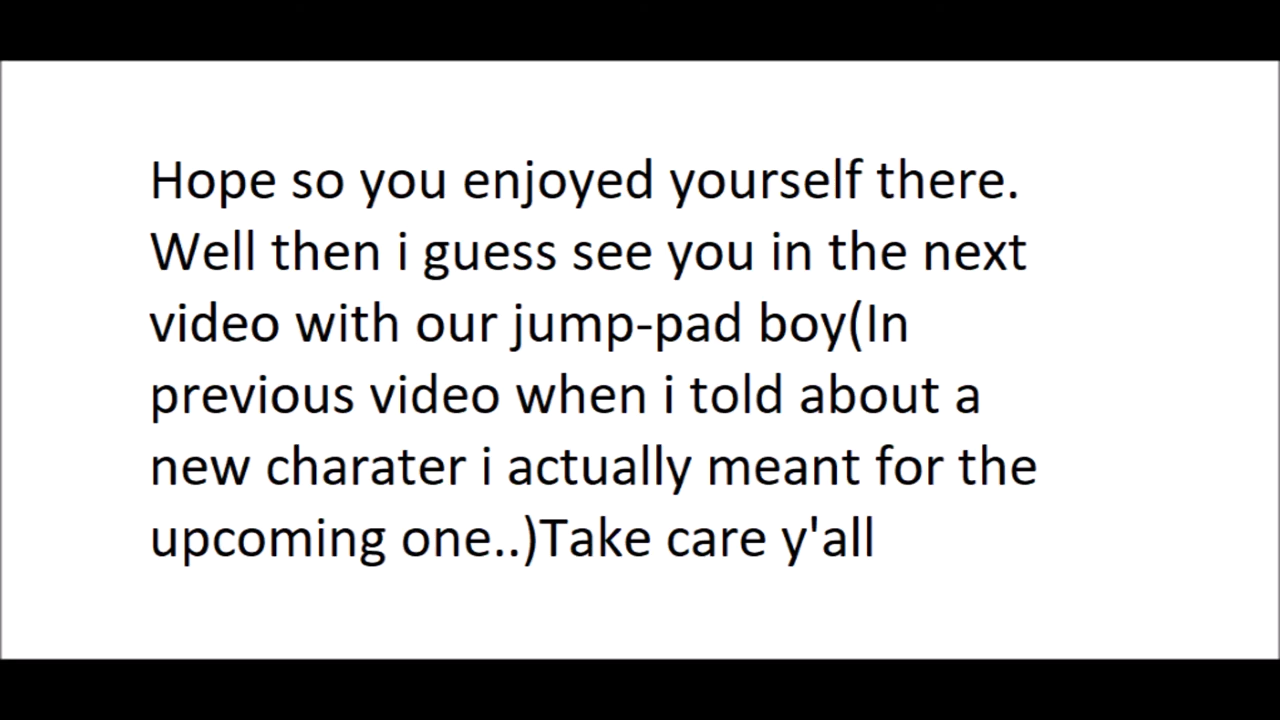 Hope so you enjoyed yourself there.
Well then i guess see you in the next
video with our jump-pad boy(In
previous video when i told about a
new charater i actually meant for the
upcoming one..)Take care y'all